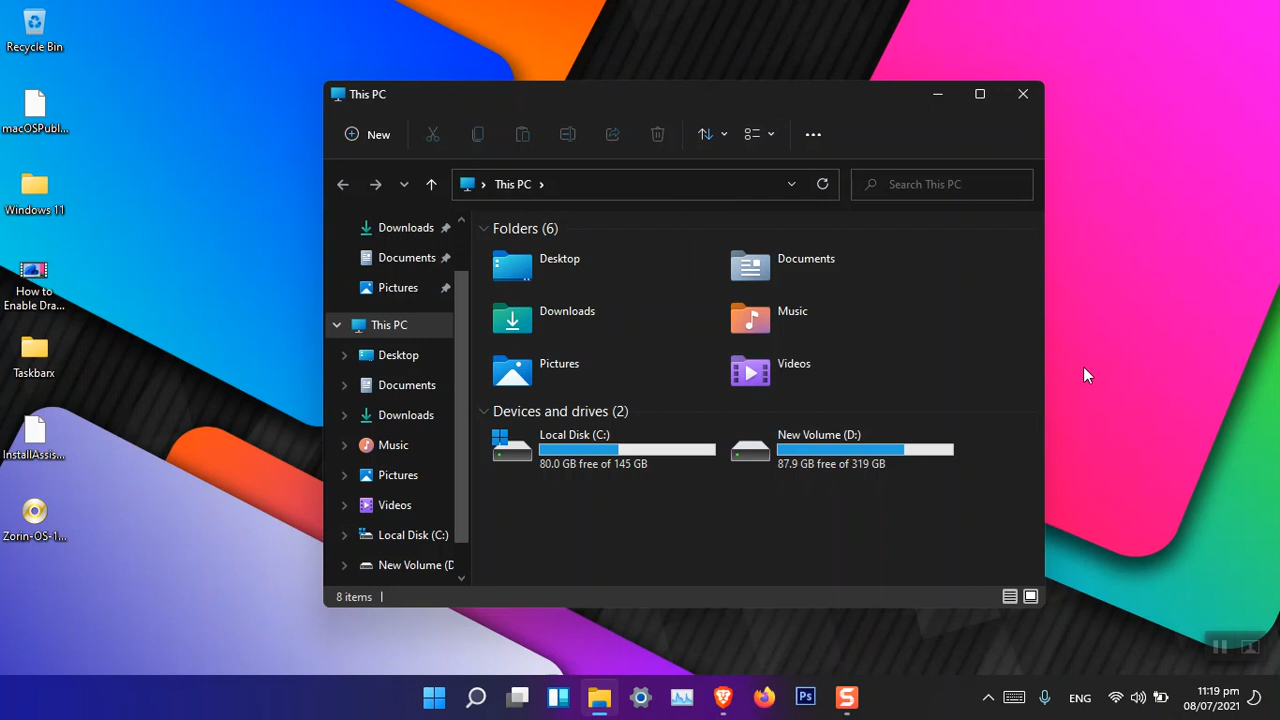 Recycle Bin
macOSPubl...
Windows 11
How to
Enable Dra...
Taskbarx
InstallAssis...
Zorin-OS-1...
This PC
New
This PC
Search This PC
Downloads
Documents
Pictures
This PC
Desktop
Documents
Downloads
Music
Pictures
Videos
Local Disk (C:)
New Volume (D
Folders (6)
Desktop
Documents
Downloads
Music
Pictures
Videos
Devices and drives (2)
Local Disk (C:)
80.0 GB free of 145 GB
New Volume (D:)
87.9 GB free of 319 GB
8 items
Ps
S
ENG
11:19 pm
08/07/2021